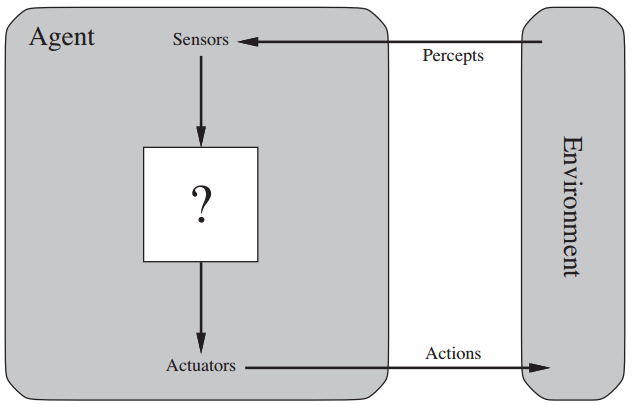 Agent
Sensors
Percepts
Environment
?
Actions
Actuators